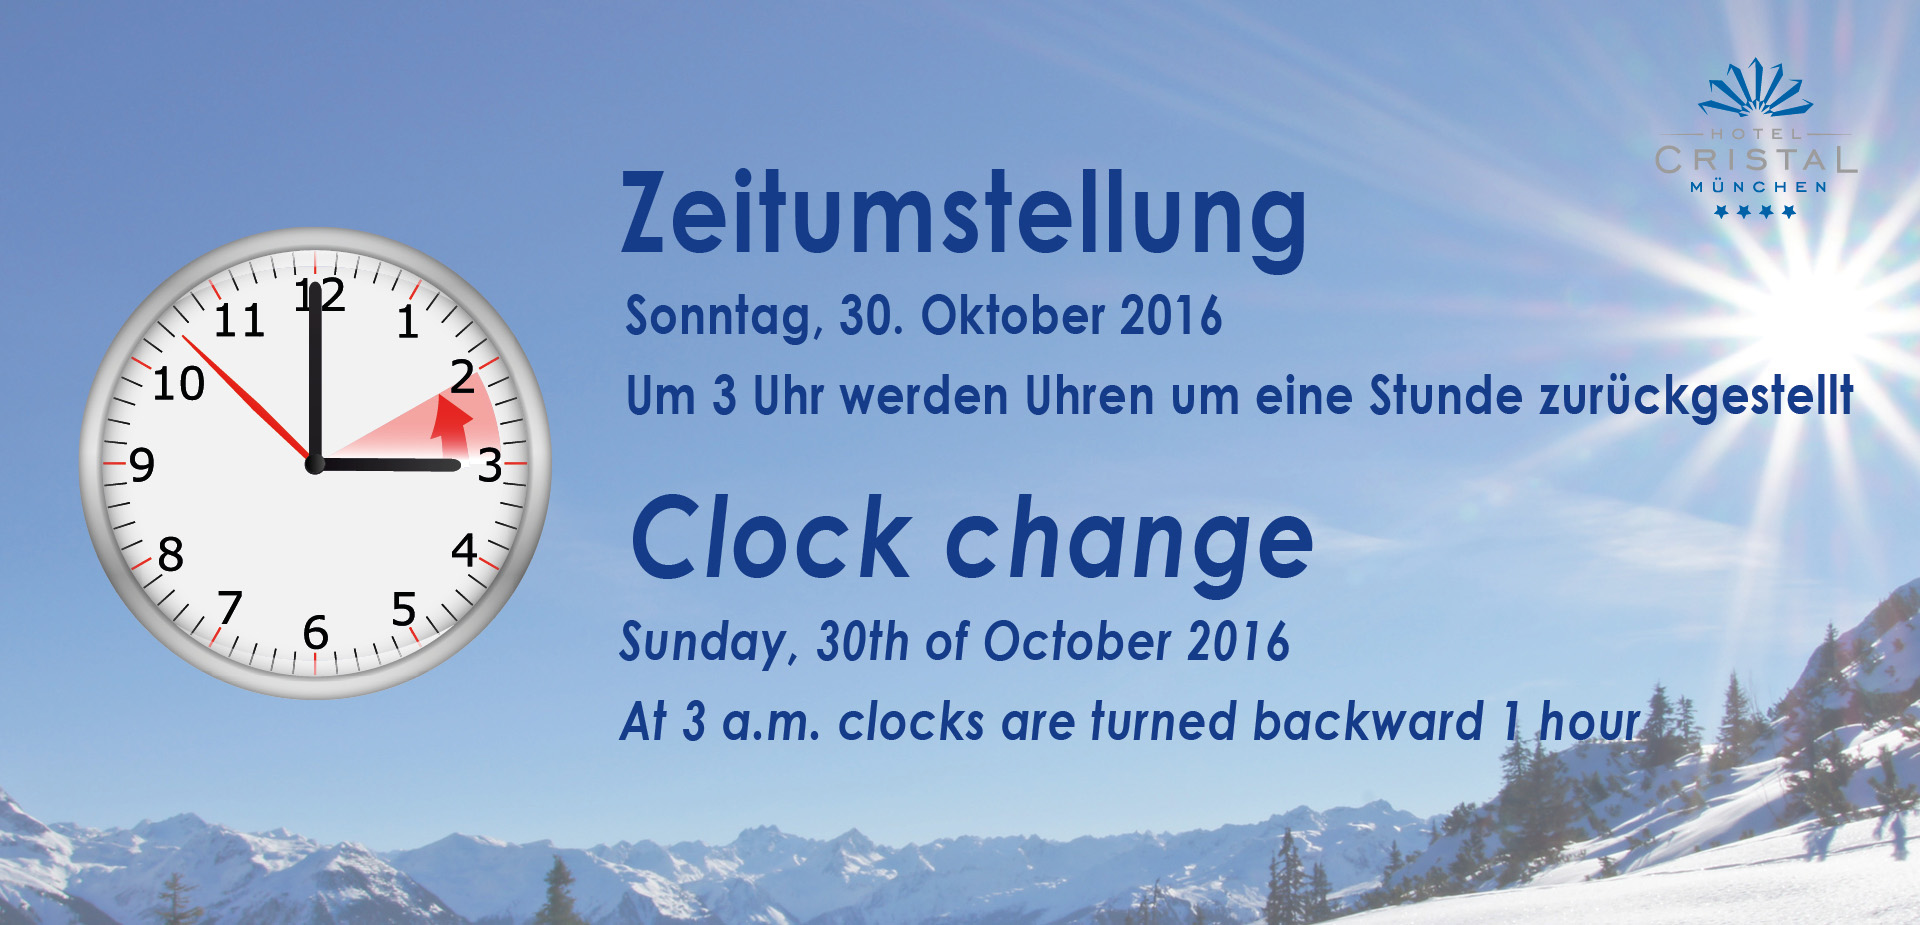 HOTEL
CRISTAL
MÜNCHEN
Zeitumstellung
Sonntag, 30. Oktober 2016
Um 3 Uhr werden Uhren um eine Stunde zurückgestellt
Clock change
Sunday, 30th of October 2016
At 3 a.m. clocks are turned backward 1 hour
12
11
1
10
2
9
3
8
4
7
5
6